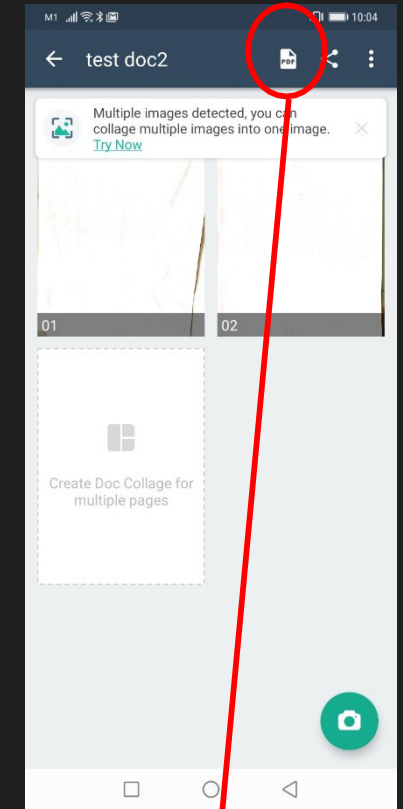 M1 10:04
test doc2
PDF
Multiple images detected, you can
collage multiple images into one image.
Try Now
01 02
Create Doc Collage for
multiple pages